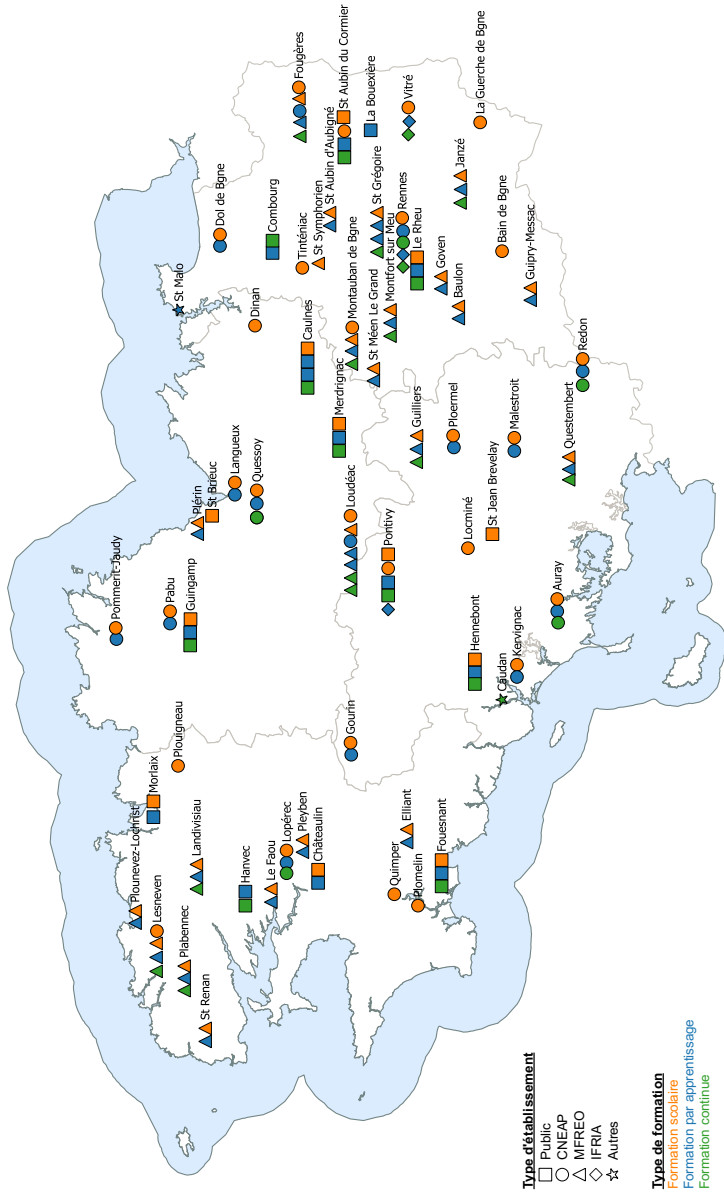 Pommerit-Jaudy
Plounevez-Lochrist
Morlaix
Lesneven
Plouigneau
Pabu
Guingamp
Landivisiau
Plabennec
St Renan
Plérin
St Brieuc
Langueux
Quessoy
St Malo
Dol de Bgne
Dinan
Combourg
Tinténiac
St Symphorien
St Aubin d'Aubigné
Fougères
St Aubin du Cormier
La Bouexière
Vitré
La Guerche de Bgne
Hanvec
Le Faou
Lopérec
Pleyben
Châteaulin
Caulnes
Merdrignac
Montauban de Bgne
St Méen Le Grand
Montfort sur Meu
St Grégoire
Rennes
Le Rheu
Goven
Baulon
Janzé
Bain de Bgne
Guipry-Messac
Redon
Loudéac
Pontivy
Gourin
Guilliers
Ploermel
Malestroit
Locminé
St Jean Brevelay
Questembert
Quimper
Plomelin
Elliant
Fouesnant
Hennebont
Caudan
Kervignac
Auray
Type d'établissement
Public
CNEAP
MFREO
IFRIA
Autres
Type de formation
Formation scolaire
Formation par apprentissage
Formation continue